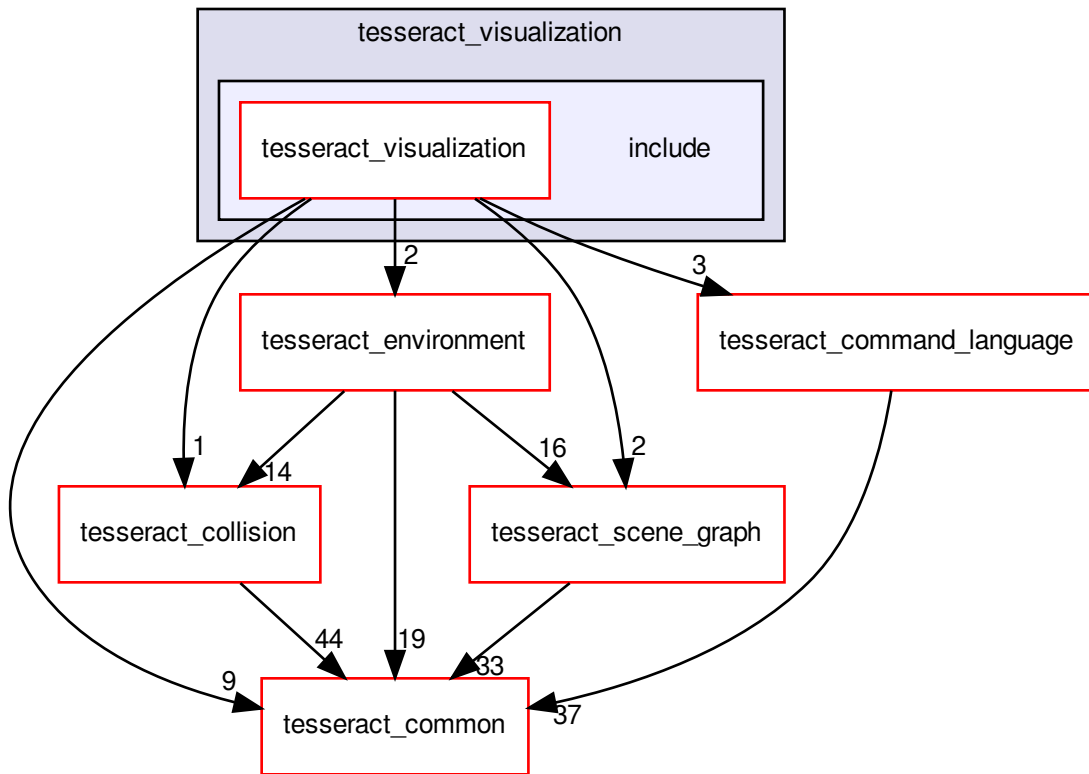 tesseract_visualization
tesseract_visualization
include
2
3
tesseract_environment
tesseract_command_language
1
14
16
2
tesseract_collision
tesseract_scene_graph
44
19
33
9
37
tesseract_common